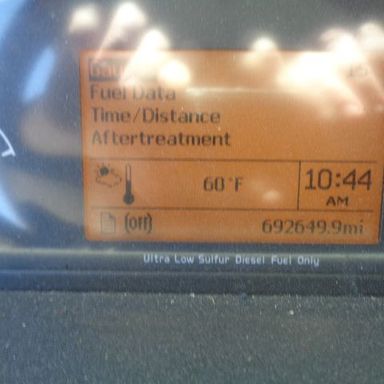 Fuel Data
Time/Distance
Aftertreatment
60°F
10:44
AM
(Off)
692649.9mi
Ultra Low Sulfur Diesel Fuel Only